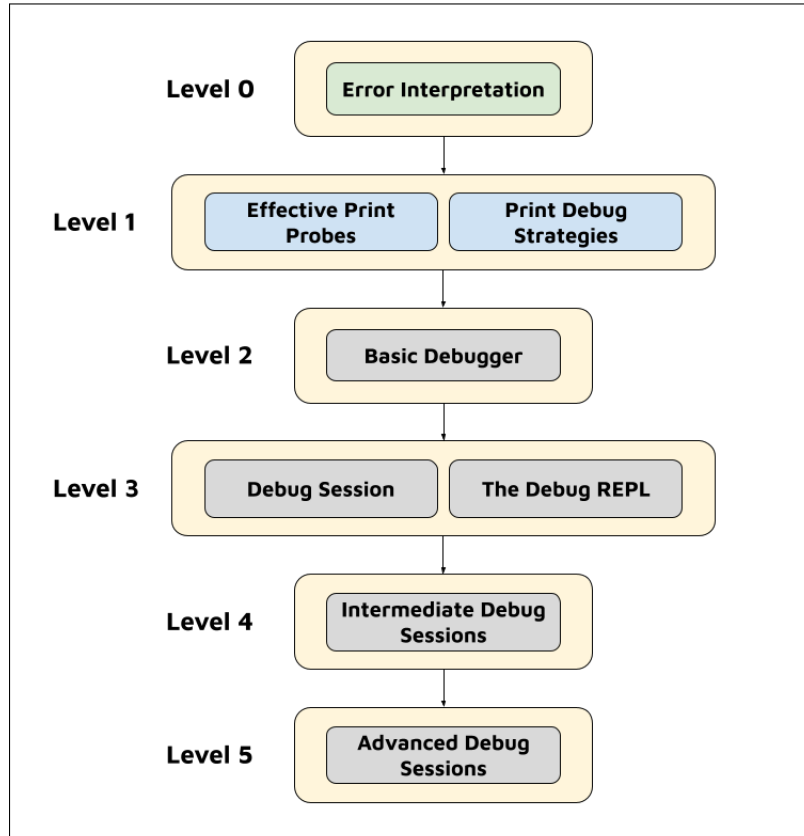 Level 0
Error Interpretation
Level 1
Effective Print
Probes
Print Debug
Strategies
Level 2
Basic Debugger
Level 3
Debug Session
The Debug REPL
Level 4
Intermediate Debug
Sessions
Level 5
Advanced Debug
Sessions